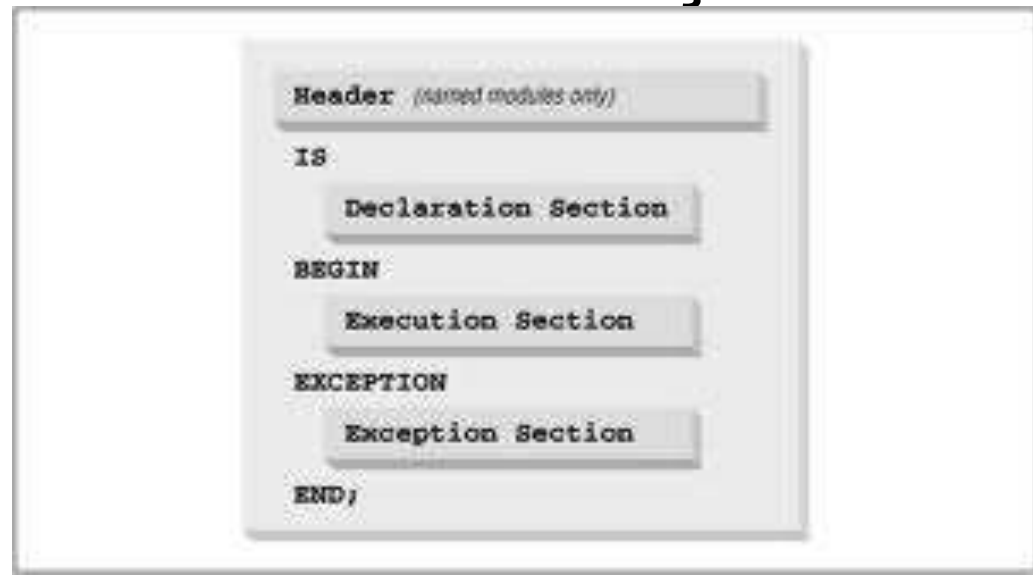 Header (named modules only)
IS
Declaration Section
BEGIN
Execution Section
EXCEPTION
Exception Section
END;